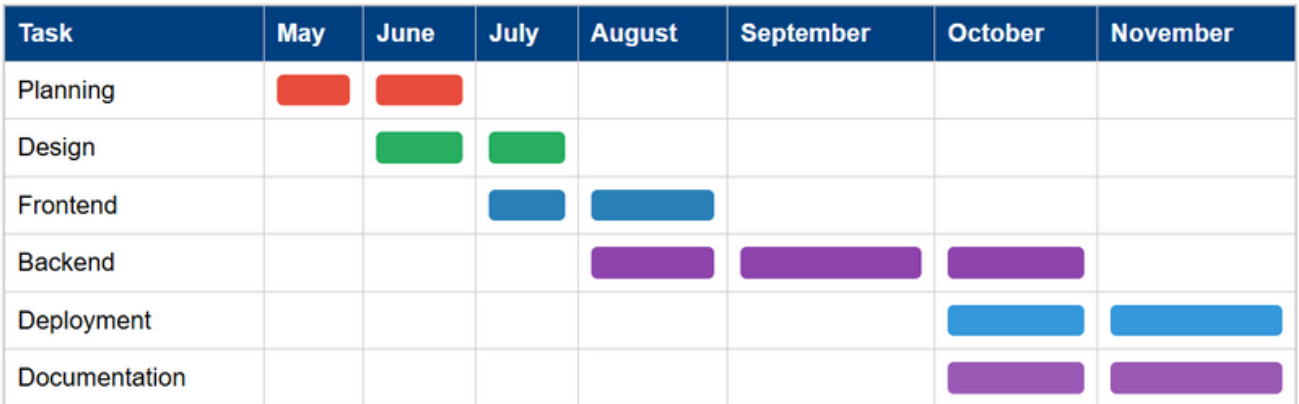 Task May June July August September October November
Planning
Design
Frontend
Backend
Deployment
Documentation